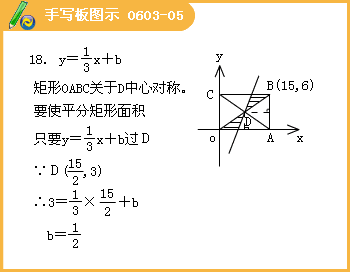 手写板图示 0603-05
18. y=1/3x+b
矩形OABC关于D中心对称。
要使平分矩形面积
只要y=1/3x+b过D
∵ D(15/2,3)
∴3=1/3×15/2+b
b=1/2
y
C
B(15,6)
D
o
A
x